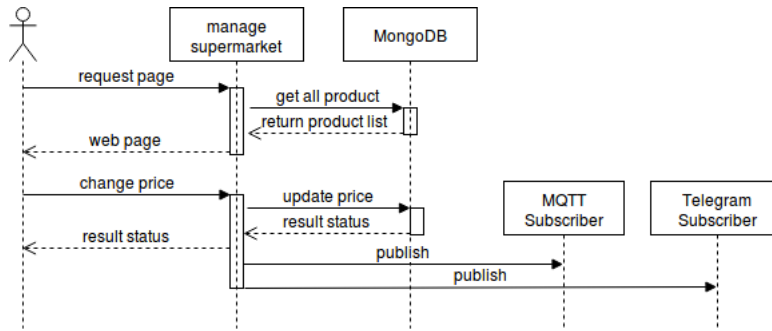 manage
supermarket
MongoDB
request page
get all product
return product list
web page
change price
update price
MQTT
Subscriber
Telegram
Subscriber
result status
result status
publish
publish